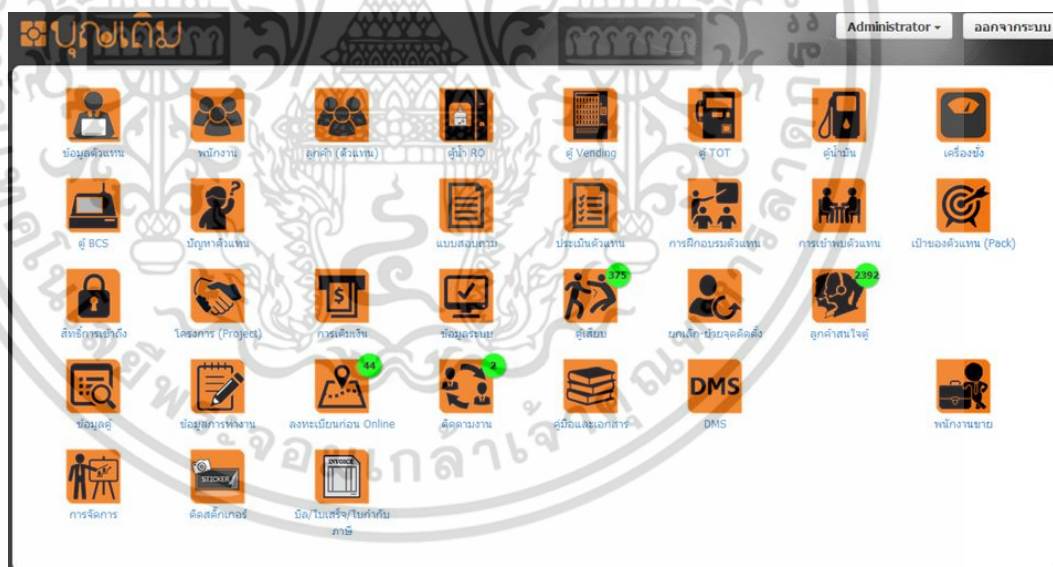 บุญเติม
Administrator
ออกจากระบบ
ข้อมูลตัวแทน
พนักงาน
ลูกค้า (ตัวแทน)
ตู้น้ำ RO
ตู้ Vending
ตู้ TOT
ตู้น้ำมัน
เครื่องชั่ง
ตู้ BCS
ปัญหาตัวแทน
แบบสอบถาม
ประเมินตัวแทน
การฝึกอบรมตัวแทน
การเข้าพบตัวแทน
เป้าของตัวแทน (Pack)
375
2392
สิทธิ์การเข้าถึง
โครงการ (Project)
การเติมเงิน
ข้อมูลระบบ
ตู้เสียบ
ยกเลิก-ย้ายจุดติดตั้ง
ลูกค้าสนใจตู้
44
2
DMS
ข้อมูลตู้
ข้อมูลการทำงาน
ลงทะเบียนก่อน Online
ติดตามงาน
คู่มือและเอกสาร
DMS
พนักงานขาย
STICKER
INVOICE
การจัดการ
ติดสติ๊กเกอร์
บิล/ใบเสร็จ/ใบกำกับ
ภาษี